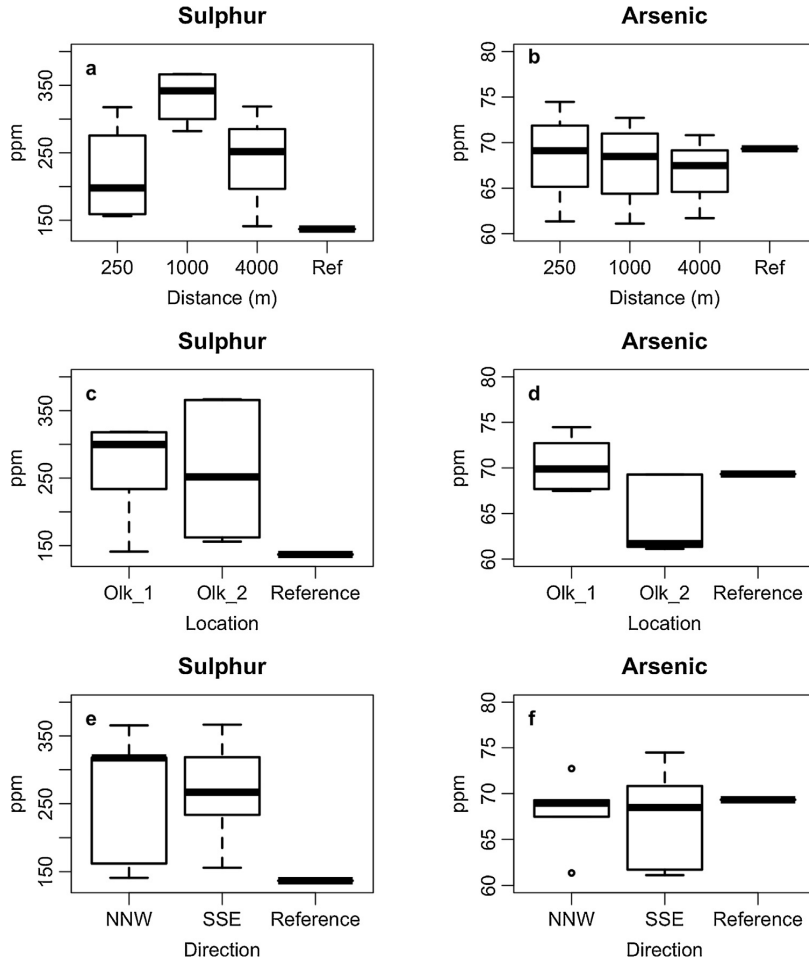 Sulphur
a
ppm
350
250
150
250 1000 4000 Ref
Distance (m)
Arsenic
b
ppm
80
75
70
65
60
250 1000 4000 Ref
Distance (m)
Sulphur
c
ppm
350
250
150
Olk_1 Olk_2 Reference
Location
Arsenic
d
ppm
80
75
70
65
60
Olk_1 Olk_2 Reference
Location
Sulphur
e
ppm
350
250
150
NNW SSE Reference
Direction
Arsenic
f
ppm
80
75
70
65
60
NNW SSE Reference
Direction